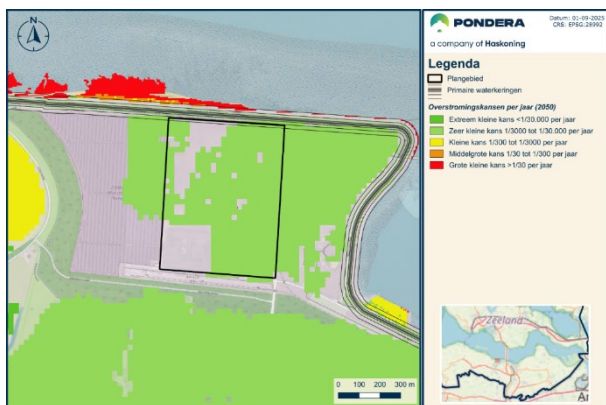 N
PONDERA
Datum: 01-09-2025
CRS: EPSG:28992
a company of Haskoning
Legenda
Plangebied
Primaire waterkeringen
Overstromingskansen per jaar (2050)
Extreem kleine kans <1/30.000 per jaar
Zeer kleine kans 1/3000 tot 1/30.000 per jaar
Kleine kans 1/300 tot 1/3000 per jaar
Middelgrote kans 1/30 tot 1/300 per jaar
Grote kleine kans >1/30 per jaar
Zeeland
0 100 200 300 m